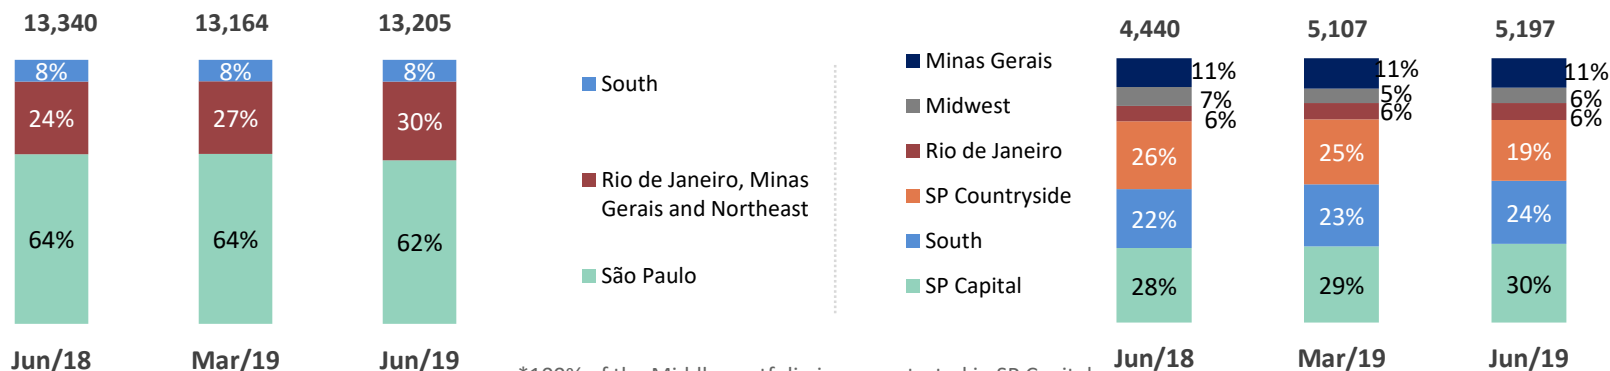 13,340 13,164 13,205
8% 8% 8%
24% 27% 30%
64% 64% 62%
Jun/18 Mar/19 Jun/19
South
Rio de Janeiro, Minas
Gerais and Northeast
São Paulo
Minas Gerais
Midwest
Rio de Janeiro
SP Countryside
South
SP Capital
4,440 5,107 5,197
11% 11% 11%
7% 5% 6%
6% 6% 6%
26% 25% 19%
22% 23% 24%
28% 29% 30%
Jun/18 Mar/19 Jun/19